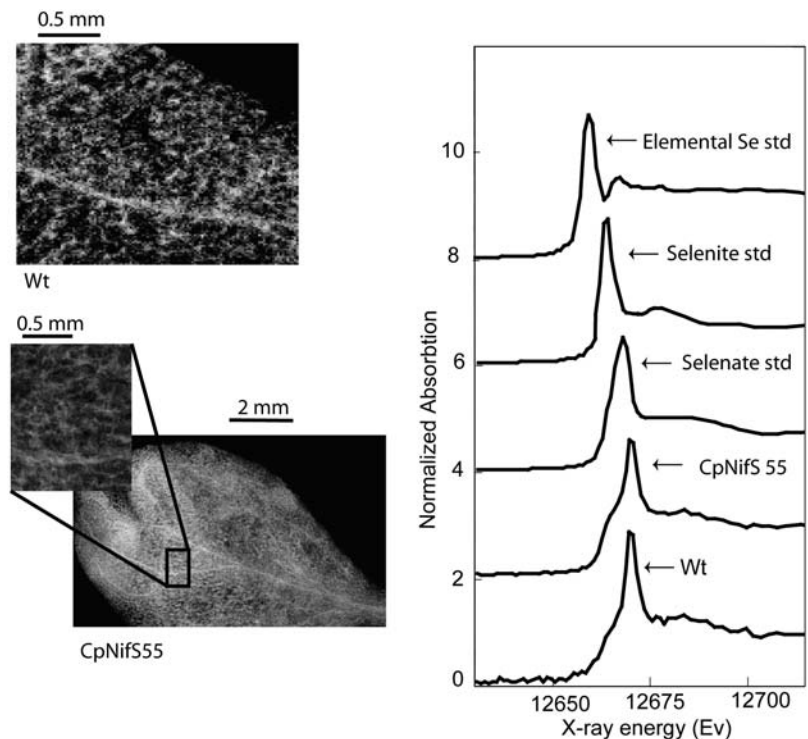 0.5 mm
Wt
0.5 mm
2 mm
CpNifS55
Normalized Absorbtion
10
8
6
4
2
0
← Elemental Se std
← Selenite std
← Selenate std
← CpNifS 55
← Wt
12650 12675 12700
X-ray energy (Ev)